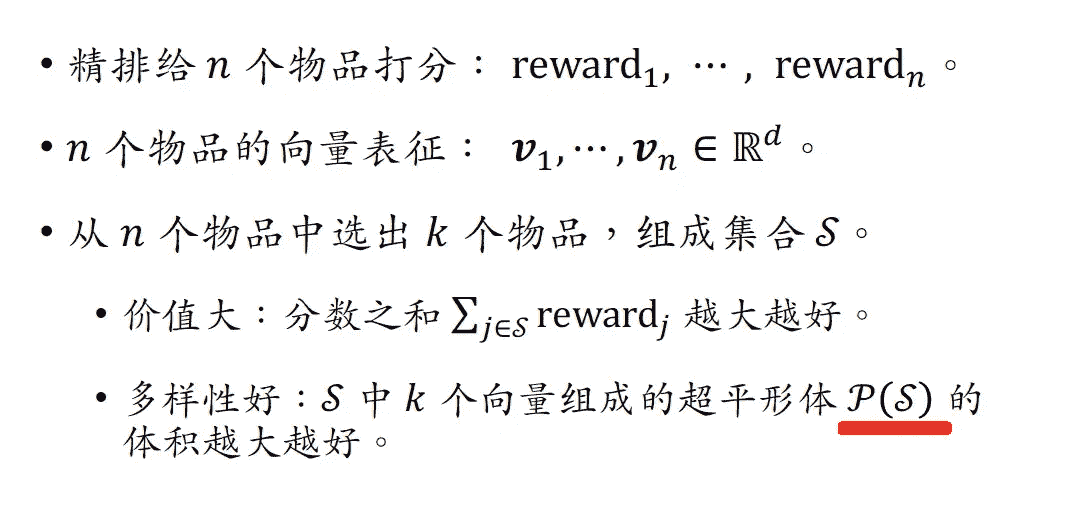 • 精排给 n 个物品打分： reward₁, ⋯ , rewardₙ 。
• n 个物品的向量表征： 𝒗₁,⋯,𝒗ₙ ∈ ℝᵈ 。
• 从 n 个物品中选出 k 个物品，组成集合 𝒮。
• 价值大：分数之和 ∑_{j∈𝒮} rewardⱼ 越大越好。
• 多样性好：𝒮 中 k 个向量组成的超平形体 𝒫(𝒮) 的
体积越大越好。